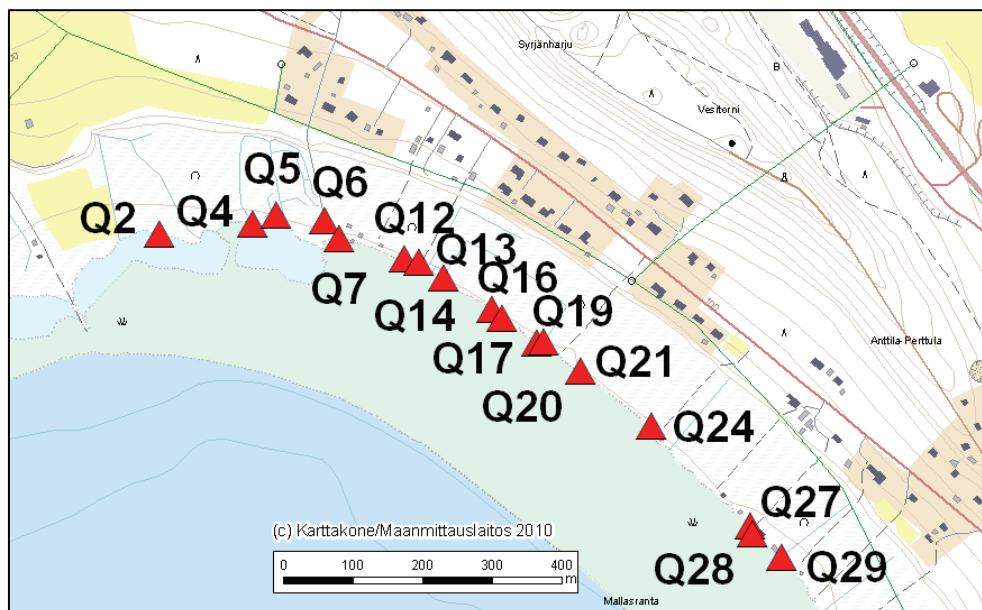 Syrjänharju
B
Vesitorni
Q5
Q6
Q2
Q4
Q12
Q13
Q7
Q16
Q14
Q19
Q17
Q21
Q20
100
Anttila-Perttula
Q24
Q27
(c) Karttakone/Maanmittauslaitos 2010
0 100 200 300 400
m
Q28
Q29
Mallasranta